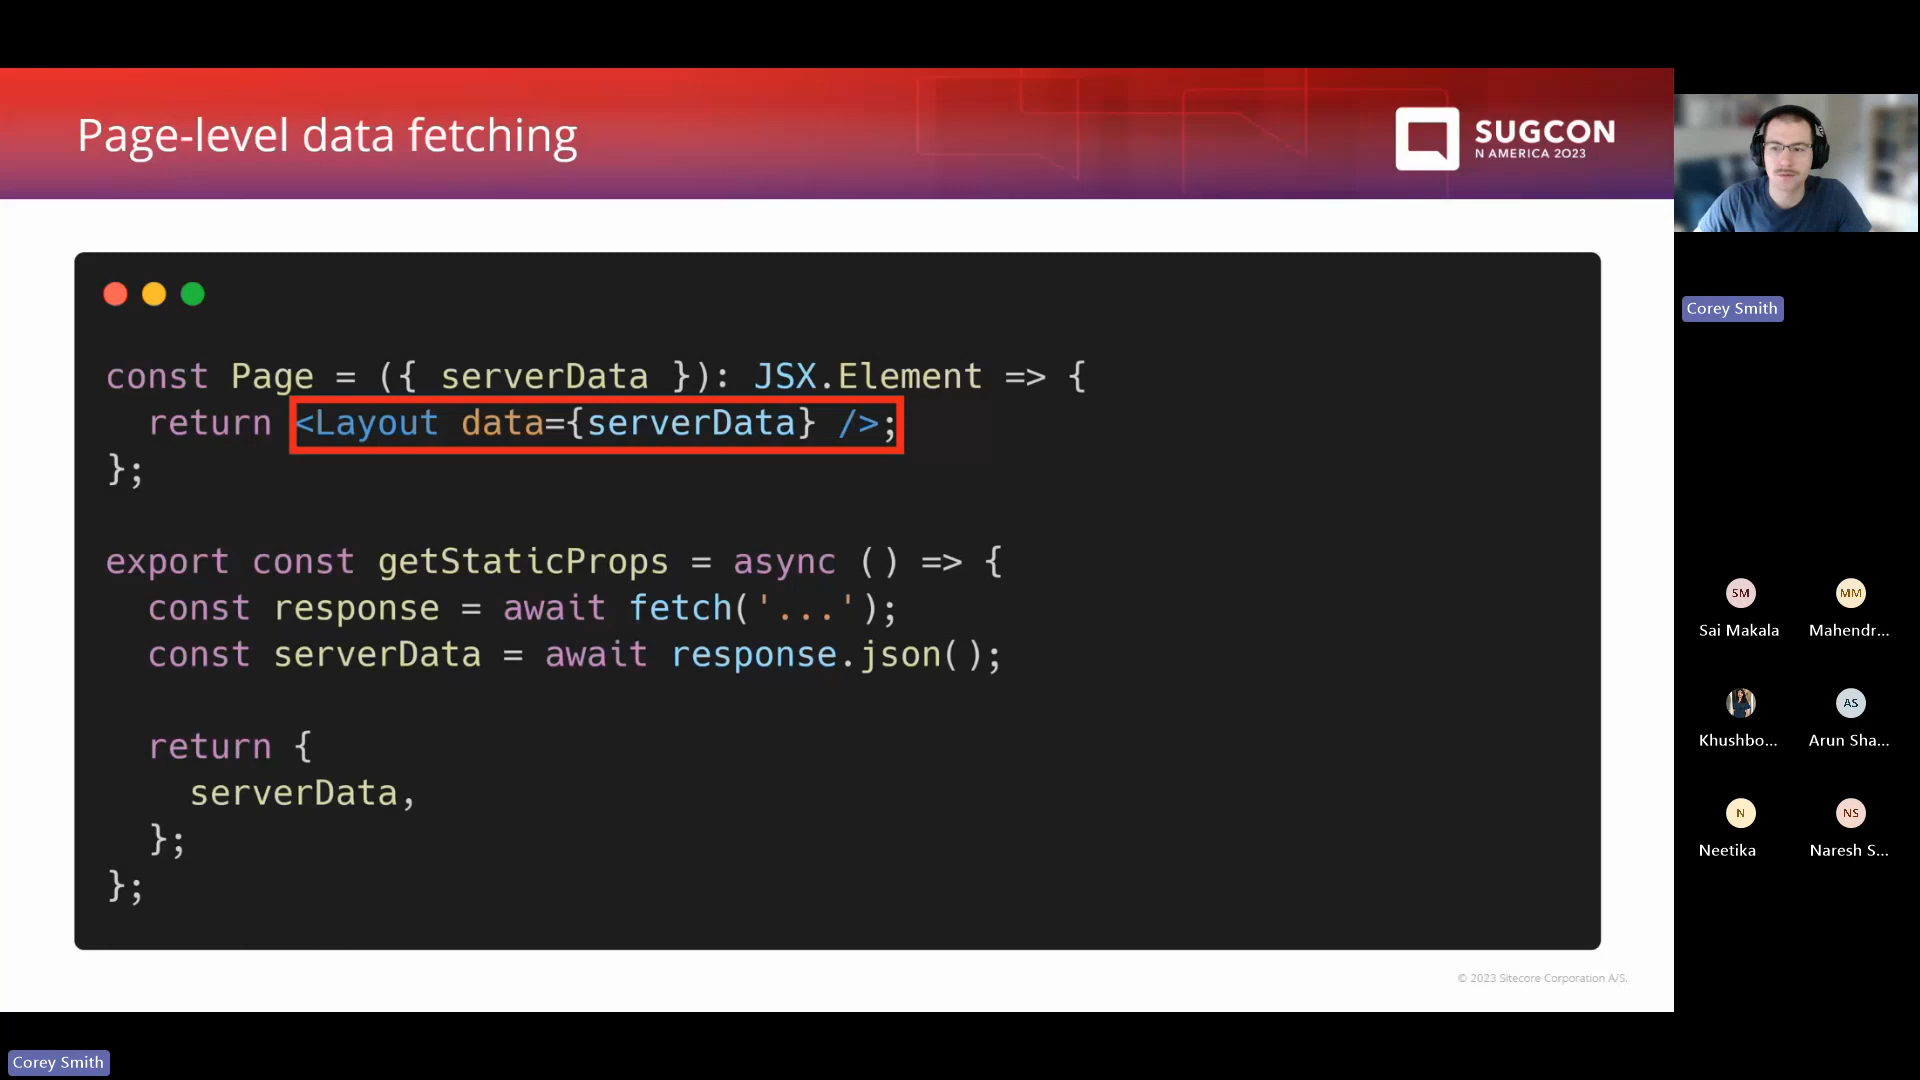 Page-level data fetching
SUGCON
N AMERICA 2023
const Page = ({ serverData }): JSX.Element => {
  return <Layout data={serverData} />;
};
export const getStaticProps = async () => {
  const response = await fetch('...');
  const serverData = await response.json();
  return {
    serverData,
  };
};
© 2023 Sitecore Corporation A/S.
Corey Smith
SM
MM
Sai Makala
Mahendr...
AS
Khushbo...
Arun Sha...
N
NS
Neetika
Naresh S...
Corey Smith